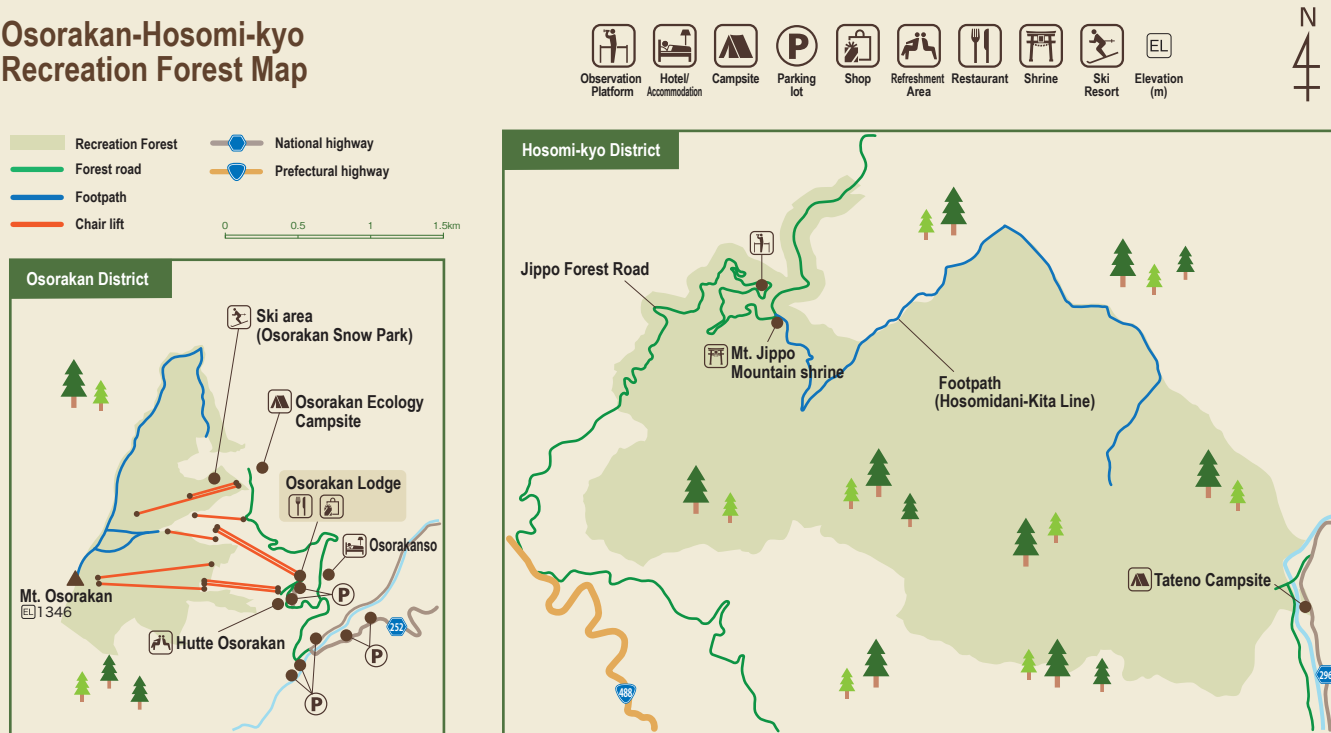 Osorakan-Hosomi-kyo
Recreation Forest Map
Observation
Platform
Hotel/
Accommodation
Campsite
Parking
lot
Shop
Refreshment
Area
Restaurant
Shrine
Ski
Resort
EL
Elevation
(m)
N
P
Recreation Forest
Forest road
Footpath
Chair lift
National highway
Prefectural highway
0
0.5
1
1.5km
Osorakan District
Ski area
(Osorakan Snow Park)
Osorakan Ecology
Campsite
Osorakan Lodge
Osorakanso
Mt. Osorakan
EL 1346
P
Hutte Osorakan
252
P
P
Hosomi-kyo District
Jippo Forest Road
Mt. Jippo
Mountain shrine
Footpath
(Hosomidani-Kita Line)
Tateno Campsite
488
296